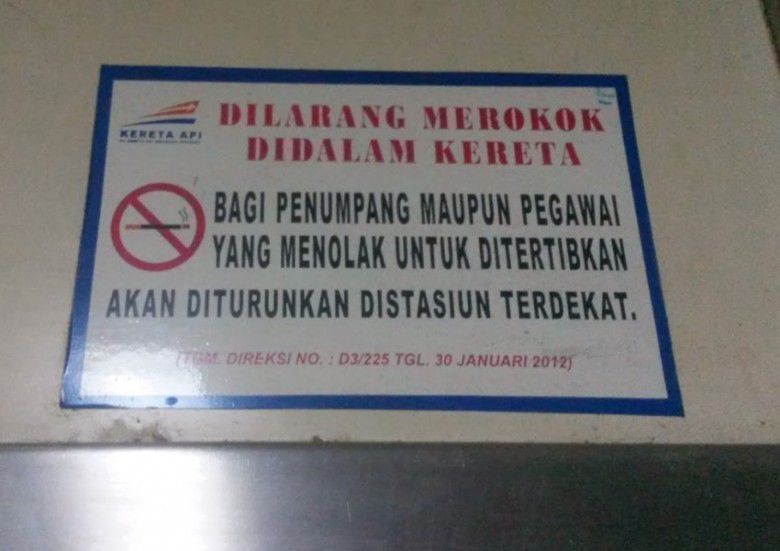 KERETA API
DILARANG MEROKOK
DIDALAM KERETA
BAGI PENUMPANG MAUPUN PEGAWAI
YANG MENOLAK UNTUK DITERTIBKAN
AKAN DITURUNKAN DISTASIUN TERDEKAT.
(TGM. DIREKSI NO. : D3/225 TGL. 30 JANUARI 2012)